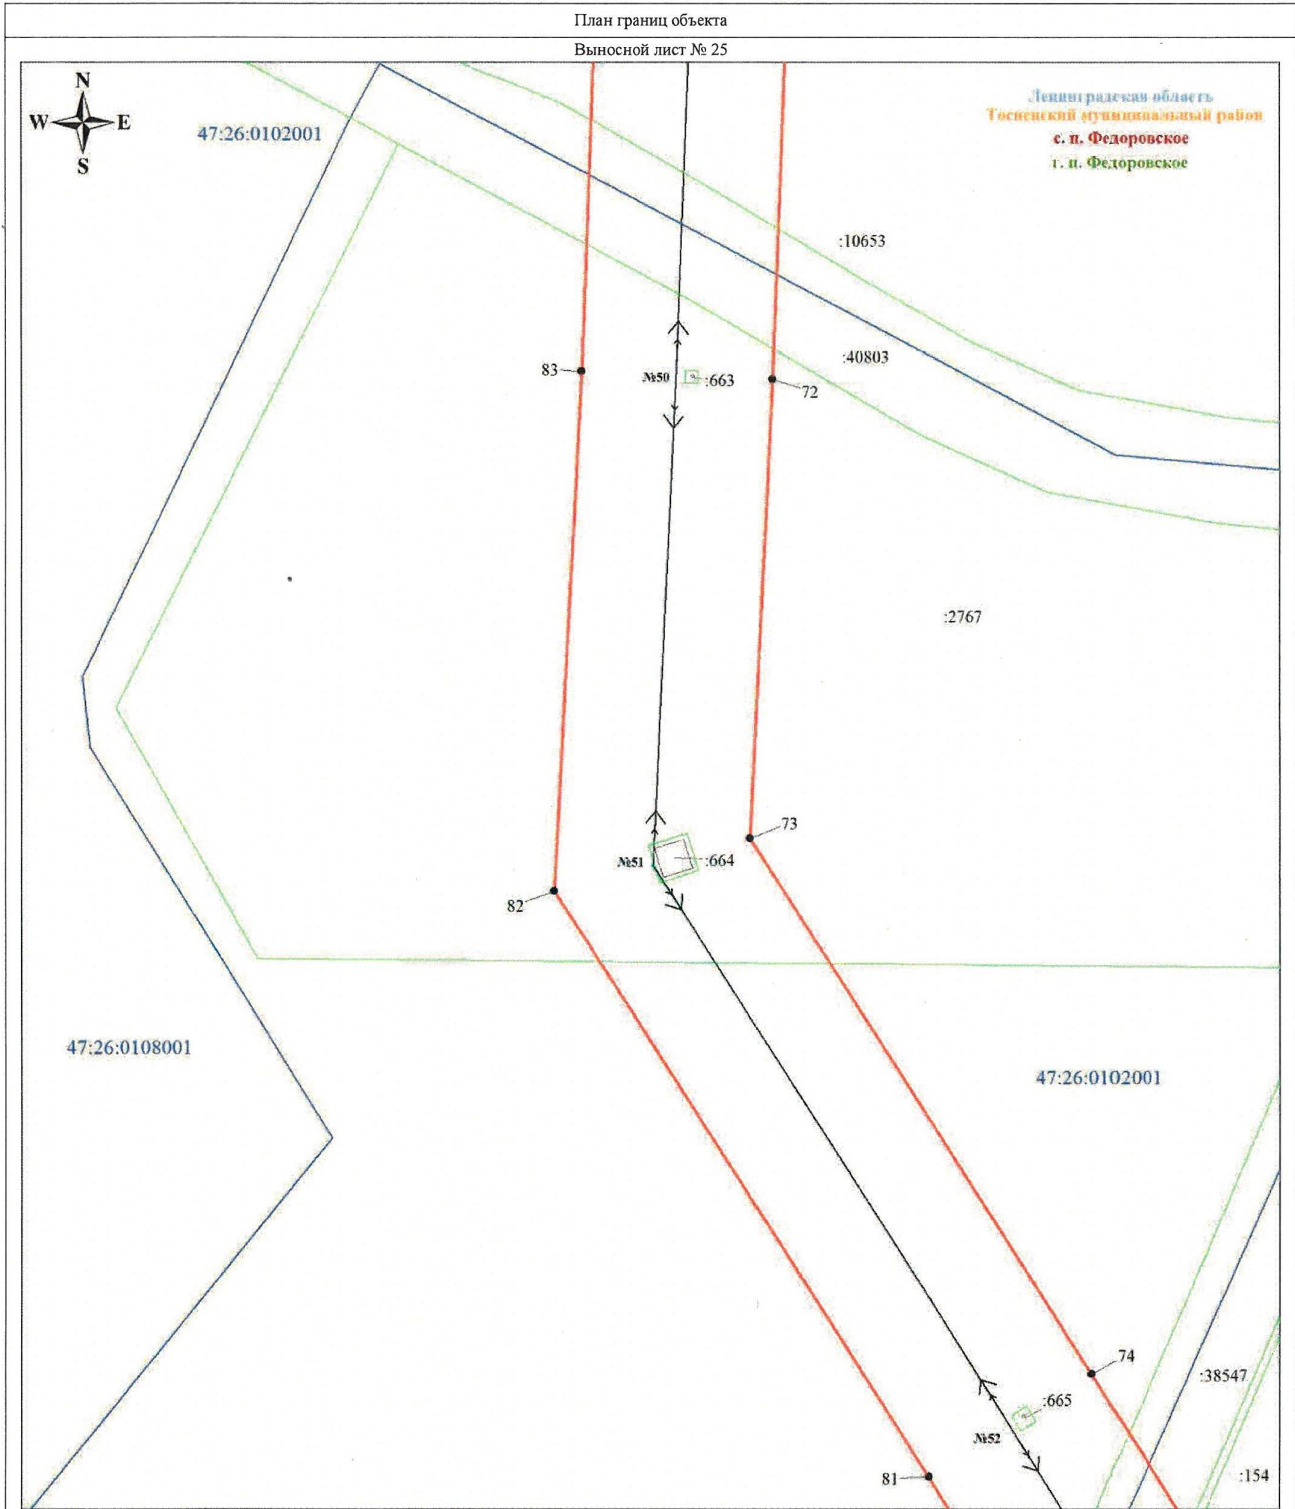 План границ объекта
Выносной лист № 25
N
W E
S
Ленинградская область
Тосненский муниципальный район
с. п. Федоровское
г. п. Федоровское
47:26:0102001
:10653
:40803
83
№50
:663
72
:2767
73
№51
:664
82
47:26:0108001
47:26:0102001
74
:38547
:665
№52
81
:154